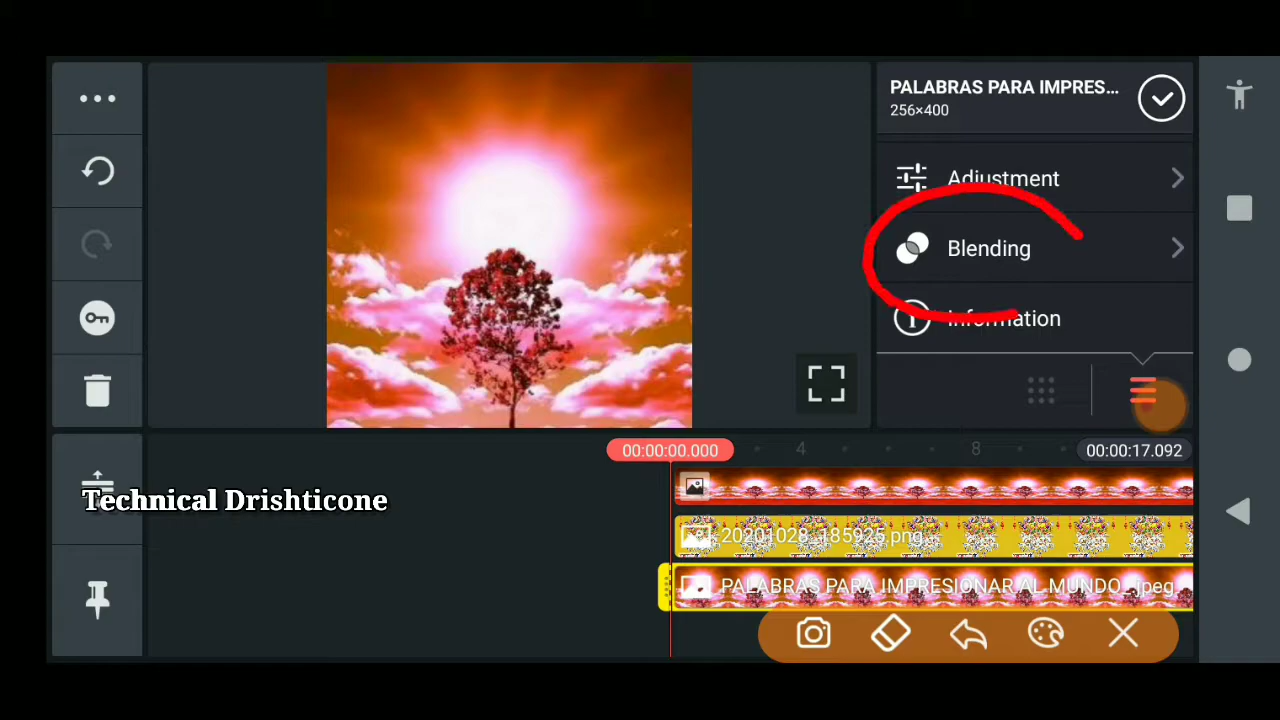 PALABRAS PARA IMPRES...
256×400
Adjustment
Blending
Information
00:00:00.000
4
8
00:00:17.092
Technical Drishticone
20201028_185925.png
PALABRAS PARA IMPRESIONAR AL MUNDO_.jpeg